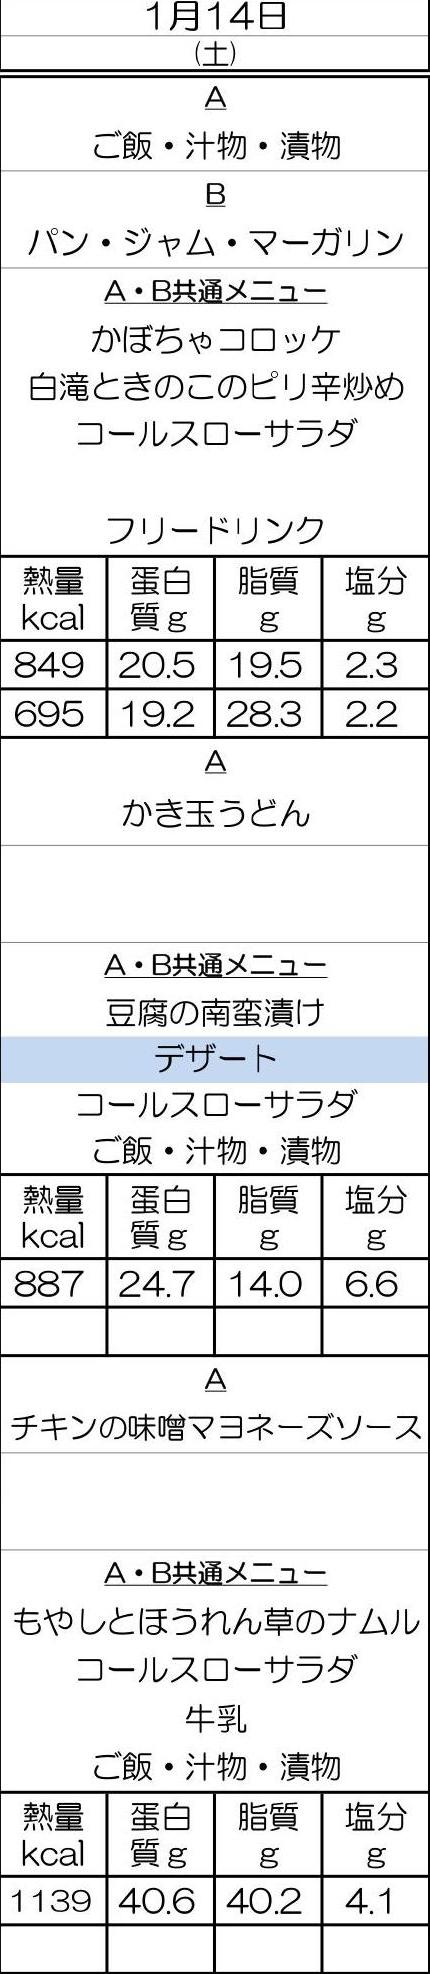 1月14日
(土)
A
ご飯・汁物・漬物
B
パン・ジャム・マーガリン
A・B共通メニュー
かぼちゃコロッケ
白滝ときのこのピリ辛炒め
コールスローサラダ
フリードリンク
熱量 蛋白 脂質 塩分
kcal 質g g g
849 20.5 19.5 2.3
695 19.2 28.3 2.2
A
かき玉うどん
A・B共通メニュー
豆腐の南蛮漬け
デザート
コールスローサラダ
ご飯・汁物・漬物
熱量 蛋白 脂質 塩分
kcal 質g g g
887 24.7 14.0 6.6
A
チキンの味噌マヨネーズソース
A・B共通メニュー
もやしとほうれん草のナムル
コールスローサラダ
牛乳
ご飯・汁物・漬物
熱量 蛋白 脂質 塩分
kcal 質g g g
1139 40.6 40.2 4.1